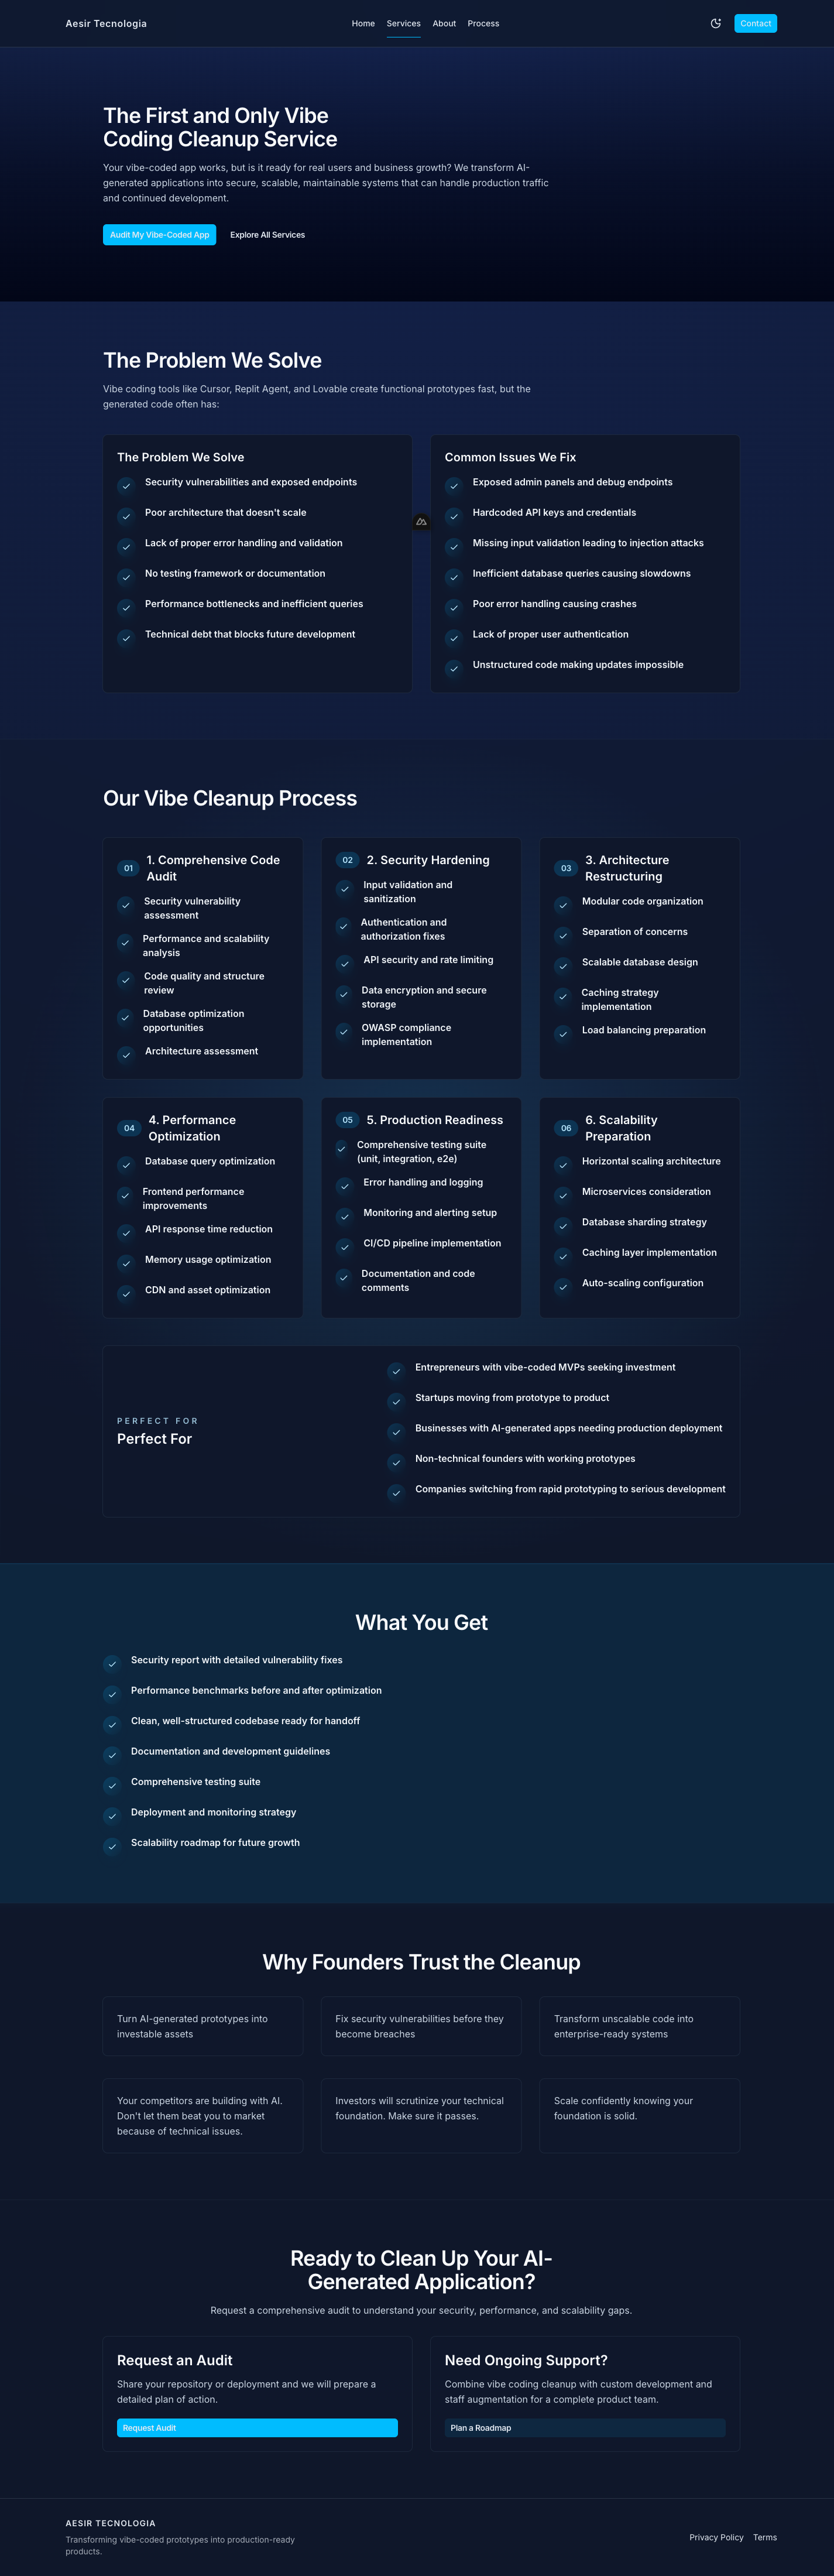 Aesir Tecnologia
Home
Services
About
Process
Contact
The First and Only Vibe
Coding Cleanup Service
Your vibe-coded app works, but is it ready for real users and business growth? We transform AI-
generated applications into secure, scalable, maintainable systems that can handle production traffic
and continued development.
Audit My Vibe-Coded App
Explore All Services
The Problem We Solve
Vibe coding tools like Cursor, Replit Agent, and Lovable create functional prototypes fast, but the
generated code often has:
The Problem We Solve
Security vulnerabilities and exposed endpoints
Poor architecture that doesn't scale
Lack of proper error handling and validation
No testing framework or documentation
Performance bottlenecks and inefficient queries
Technical debt that blocks future development
Common Issues We Fix
Exposed admin panels and debug endpoints
Hardcoded API keys and credentials
Missing input validation leading to injection attacks
Inefficient database queries causing slowdowns
Poor error handling causing crashes
Lack of proper user authentication
Unstructured code making updates impossible
Our Vibe Cleanup Process
01
1. Comprehensive Code
Audit
Security vulnerability
assessment
Performance and scalability
analysis
Code quality and structure
review
Database optimization
opportunities
Architecture assessment
02
2. Security Hardening
Input validation and
sanitization
Authentication and
authorization fixes
API security and rate limiting
Data encryption and secure
storage
OWASP compliance
implementation
03
3. Architecture
Restructuring
Modular code organization
Separation of concerns
Scalable database design
Caching strategy
implementation
Load balancing preparation
04
4. Performance
Optimization
Database query optimization
Frontend performance
improvements
API response time reduction
Memory usage optimization
CDN and asset optimization
05
5. Production Readiness
Comprehensive testing suite
(unit, integration, e2e)
Error handling and logging
Monitoring and alerting setup
CI/CD pipeline implementation
Documentation and code
comments
06
6. Scalability
Preparation
Horizontal scaling architecture
Microservices consideration
Database sharding strategy
Caching layer implementation
Auto-scaling configuration
PERFECT FOR
Perfect For
Entrepreneurs with vibe-coded MVPs seeking investment
Startups moving from prototype to product
Businesses with AI-generated apps needing production deployment
Non-technical founders with working prototypes
Companies switching from rapid prototyping to serious development
What You Get
Security report with detailed vulnerability fixes
Performance benchmarks before and after optimization
Clean, well-structured codebase ready for handoff
Documentation and development guidelines
Comprehensive testing suite
Deployment and monitoring strategy
Scalability roadmap for future growth
Why Founders Trust the Cleanup
Turn AI-generated prototypes into
investable assets
Fix security vulnerabilities before they
become breaches
Transform unscalable code into
enterprise-ready systems
Your competitors are building with AI.
Don't let them beat you to market
because of technical issues.
Investors will scrutinize your technical
foundation. Make sure it passes.
Scale confidently knowing your
foundation is solid.
Ready to Clean Up Your AI-
Generated Application?
Request a comprehensive audit to understand your security, performance, and scalability gaps.
Request an Audit
Share your repository or deployment and we will prepare a
detailed plan of action.
Request Audit
Need Ongoing Support?
Combine vibe coding cleanup with custom development and
staff augmentation for a complete product team.
Plan a Roadmap
AESIR TECNOLOGIA
Transforming vibe-coded prototypes into production-ready
products.
Privacy Policy
Terms